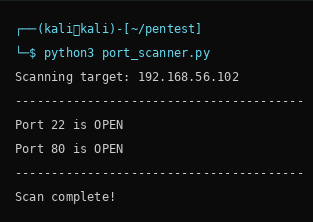 ┌──(kali㉿kali)-[~/pentest]
└─$ python3 port_scanner.py
Scanning target: 192.168.56.102
----------------------------------------
Port 22 is OPEN
Port 80 is OPEN
----------------------------------------
Scan complete!